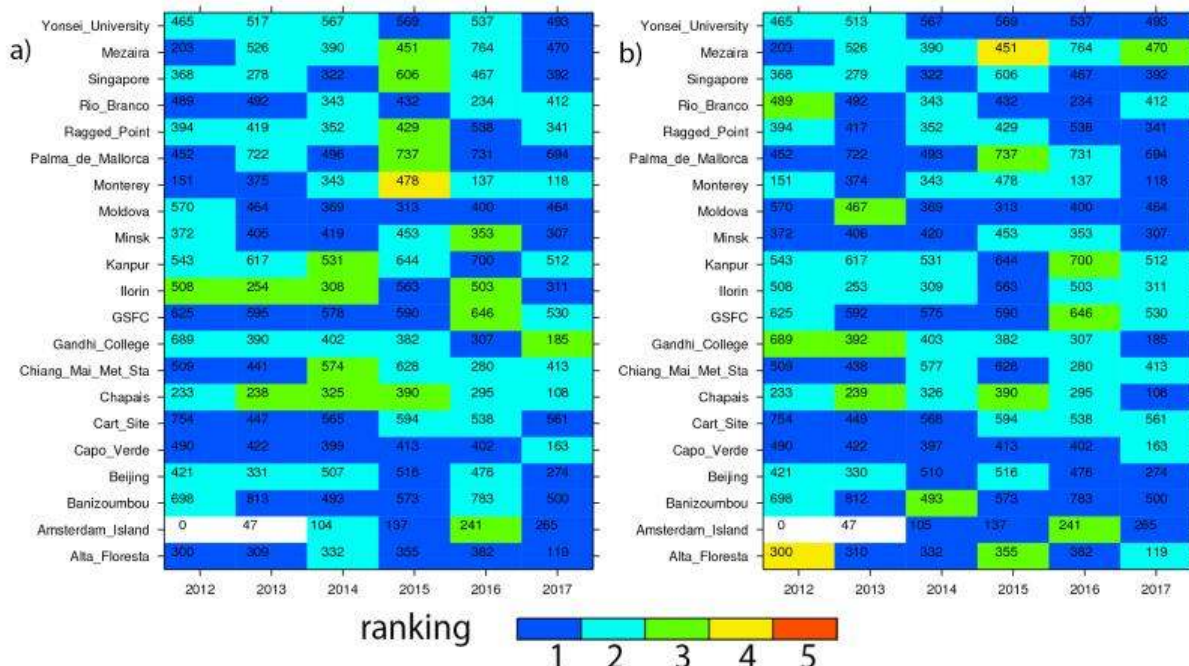 a)
Yonsei_University 465 517 567 569 537 493
Mezaira 203 526 390 451 764 470
Singapore 368 278 322 606 467 392
Rio_Branco 489 492 343 432 234 412
Ragged_Point 394 419 352 429 538 341
Palma_de_Mallorca 452 722 496 737 731 694
Monterey 151 375 343 478 137 118
Moldova 570 464 369 313 400 464
Minsk 372 405 419 453 353 307
Kanpur 543 617 531 644 700 512
Ilorin 508 254 308 563 503 311
GSFC 625 595 578 590 646 530
Gandhi_College 689 390 402 382 307 185
Chiang_Mai_Met_Sta 509 441 574 628 280 413
Chapais 233 238 325 390 295 108
Cart_Site 754 447 565 594 538 561
Capo_Verde 490 422 399 413 402 163
Beijing 421 331 507 516 476 274
Banizoumbou 698 813 493 573 783 500
Amsterdam_Island 0 47 104 137 241 265
Alta_Floresta 300 309 332 355 382 119
2012 2013 2014 2015 2016 2017
b)
Yonsei_University 465 513 567 569 537 493
Mezaira 203 526 390 451 764 470
Singapore 368 279 322 606 467 392
Rio_Branco 489 492 343 432 234 412
Ragged_Point 394 417 352 429 538 341
Palma_de_Mallorca 452 722 493 737 731 694
Monterey 151 374 343 478 137 118
Moldova 570 467 369 313 400 464
Minsk 372 406 420 453 353 307
Kanpur 543 617 531 644 700 512
Ilorin 508 253 309 563 503 311
GSFC 625 592 575 590 646 530
Gandhi_College 689 392 403 382 307 185
Chiang_Mai_Met_Sta 509 438 577 628 280 413
Chapais 233 239 326 390 295 108
Cart_Site 754 449 568 594 538 561
Capo_Verde 490 422 397 413 402 163
Beijing 421 330 510 516 476 274
Banizoumbou 698 812 493 573 783 500
Amsterdam_Island 0 47 105 137 241 265
Alta_Floresta 300 310 332 355 382 119
2012 2013 2014 2015 2016 2017
ranking
1 2 3 4 5